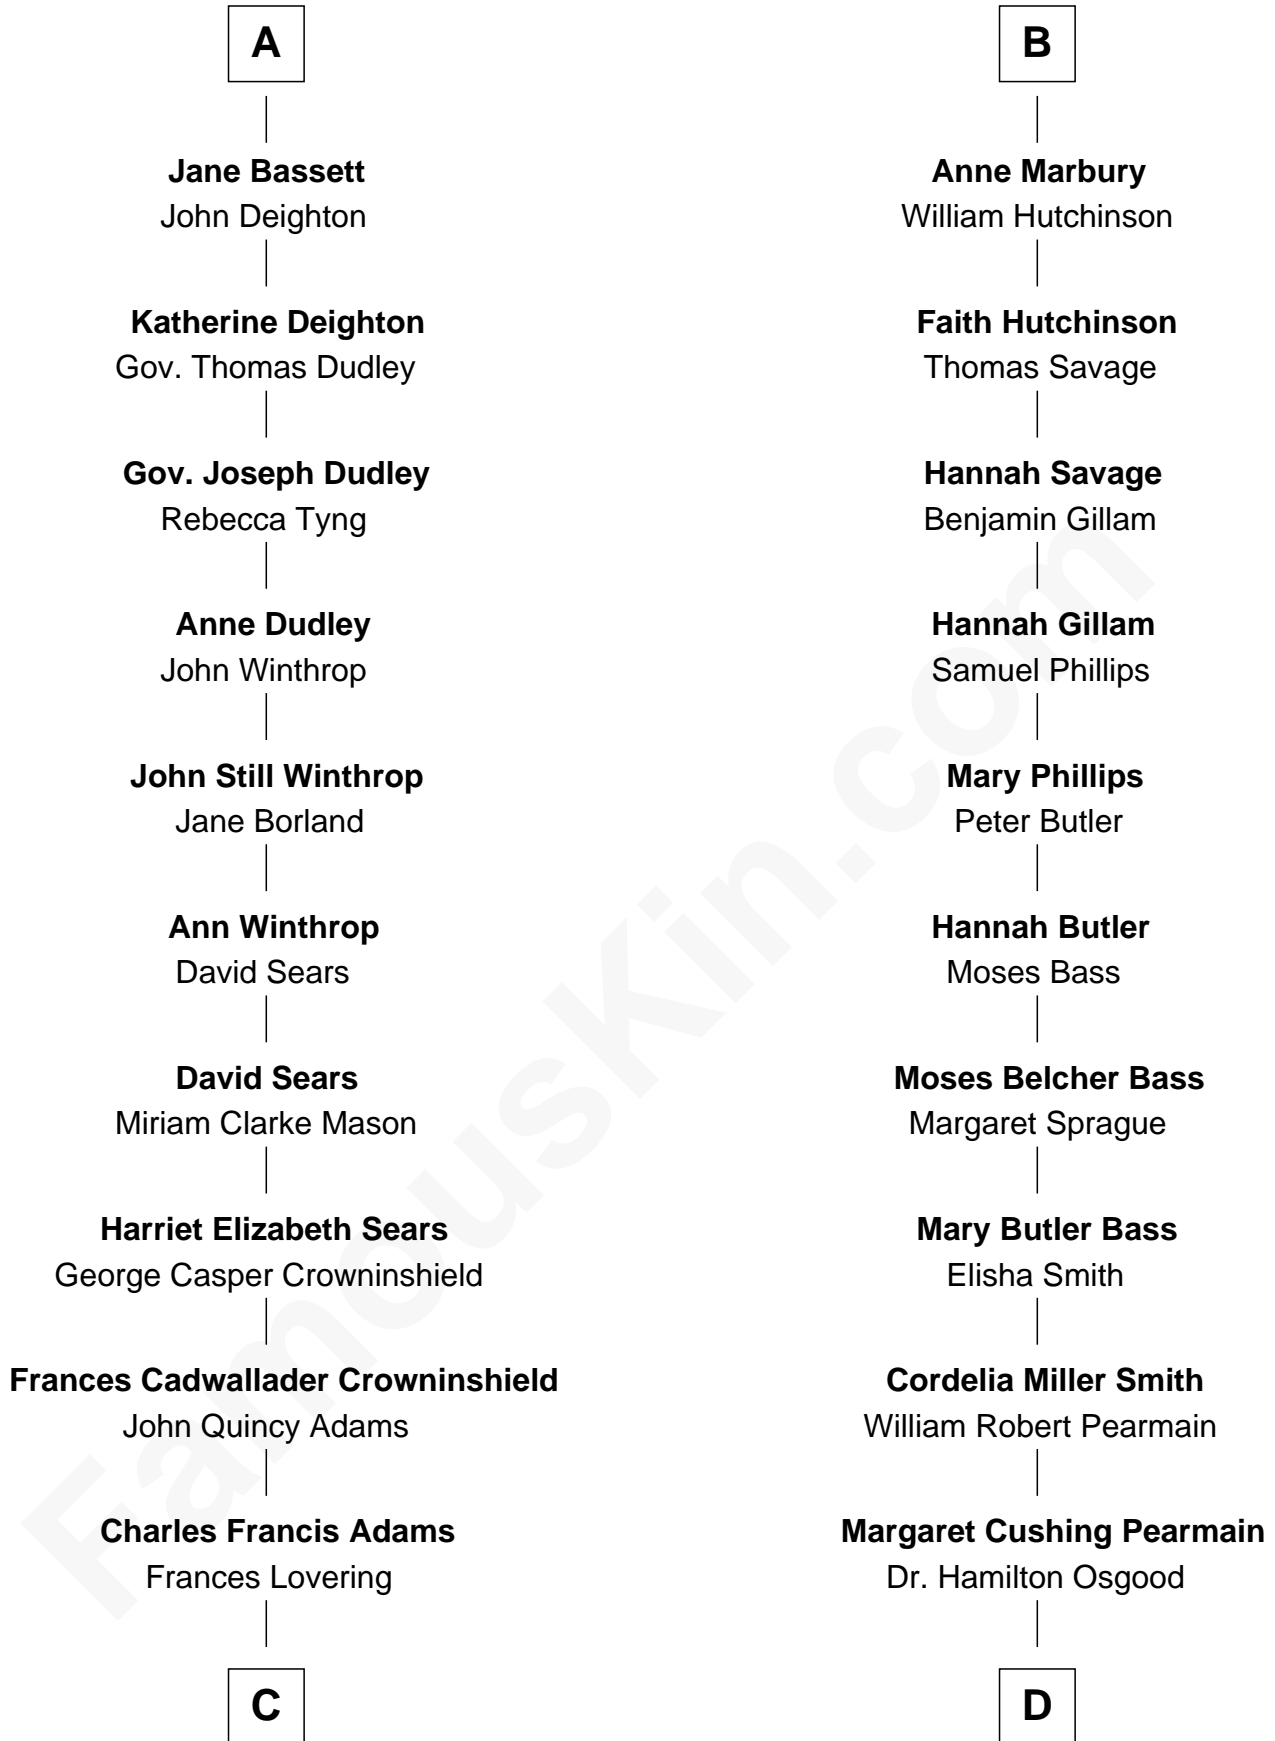 A
Jane Bassett
John Deighton
Katherine Deighton
Gov. Thomas Dudley
Gov. Joseph Dudley
Rebecca Tyng
Anne Dudley
John Winthrop
John Still Winthrop
Jane Borland
Ann Winthrop
David Sears
David Sears
Miriam Clarke Mason
Harriet Elizabeth Sears
George Casper Crowninshield
Frances Cadwallader Crowninshield
John Quincy Adams
Charles Francis Adams
Frances Lovering
C
B
Anne Marbury
William Hutchinson
Faith Hutchinson
Thomas Savage
Hannah Savage
Benjamin Gillam
Hannah Gillam
Samuel Phillips
Mary Phillips
Peter Butler
Hannah Butler
Moses Bass
Moses Belcher Bass
Margaret Sprague
Mary Butler Bass
Elisha Smith
Cordelia Miller Smith
William Robert Pearmain
Margaret Cushing Pearmain
Dr. Hamilton Osgood
D
FamousKin.com